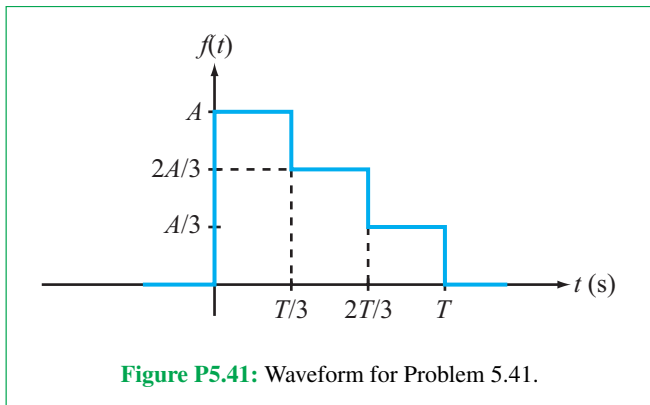 f(t)
A
2A/3
A/3
t (s)
T/3
2T/3
T
Figure P5.41: Waveform for Problem 5.41.